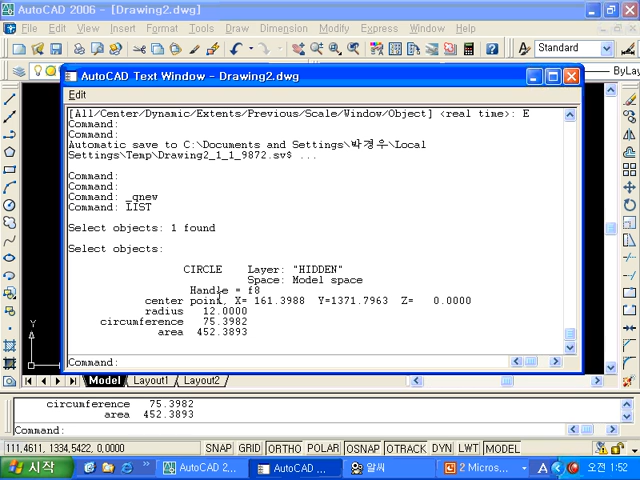 AutoCAD 2006 - [Drawing2.dwg]
File Edit View Insert Format Tools Draw Dimension Modify Express Window Help
Standard
ByLay
AutoCAD Text Window - Drawing2.dwg
Edit
[All/Center/Dynamic/Extents/Previous/Scale/Window/Object] <real time>: E
Command:
Command:
Automatic save to C:\Documents and Settings\박경우\Local
Settings\Temp\Drawing2_1_1_9872.sv$ ...
Command:
Command:
Command: _qnew
Command: LIST
Select objects: 1 found
Select objects:
CIRCLE Layer: "HIDDEN"
Space: Model space
Handle = f8
center point, X= 161.3988 Y=1371.7963 Z= 0.0000
radius 12.0000
circumference 75.3982
area 452.3893
Command:
Y
Model Layout1 Layout2
circumference 75.3982
area 452.3893
Command:
111,4611, 1334,5422, 0,0000 SNAP GRID ORTHO POLAR OSNAP OTRACK DYN LWT MODEL
시작 AutoCAD 2... AutoCAD ... 알씨 2 Micros... A 오전 1:52